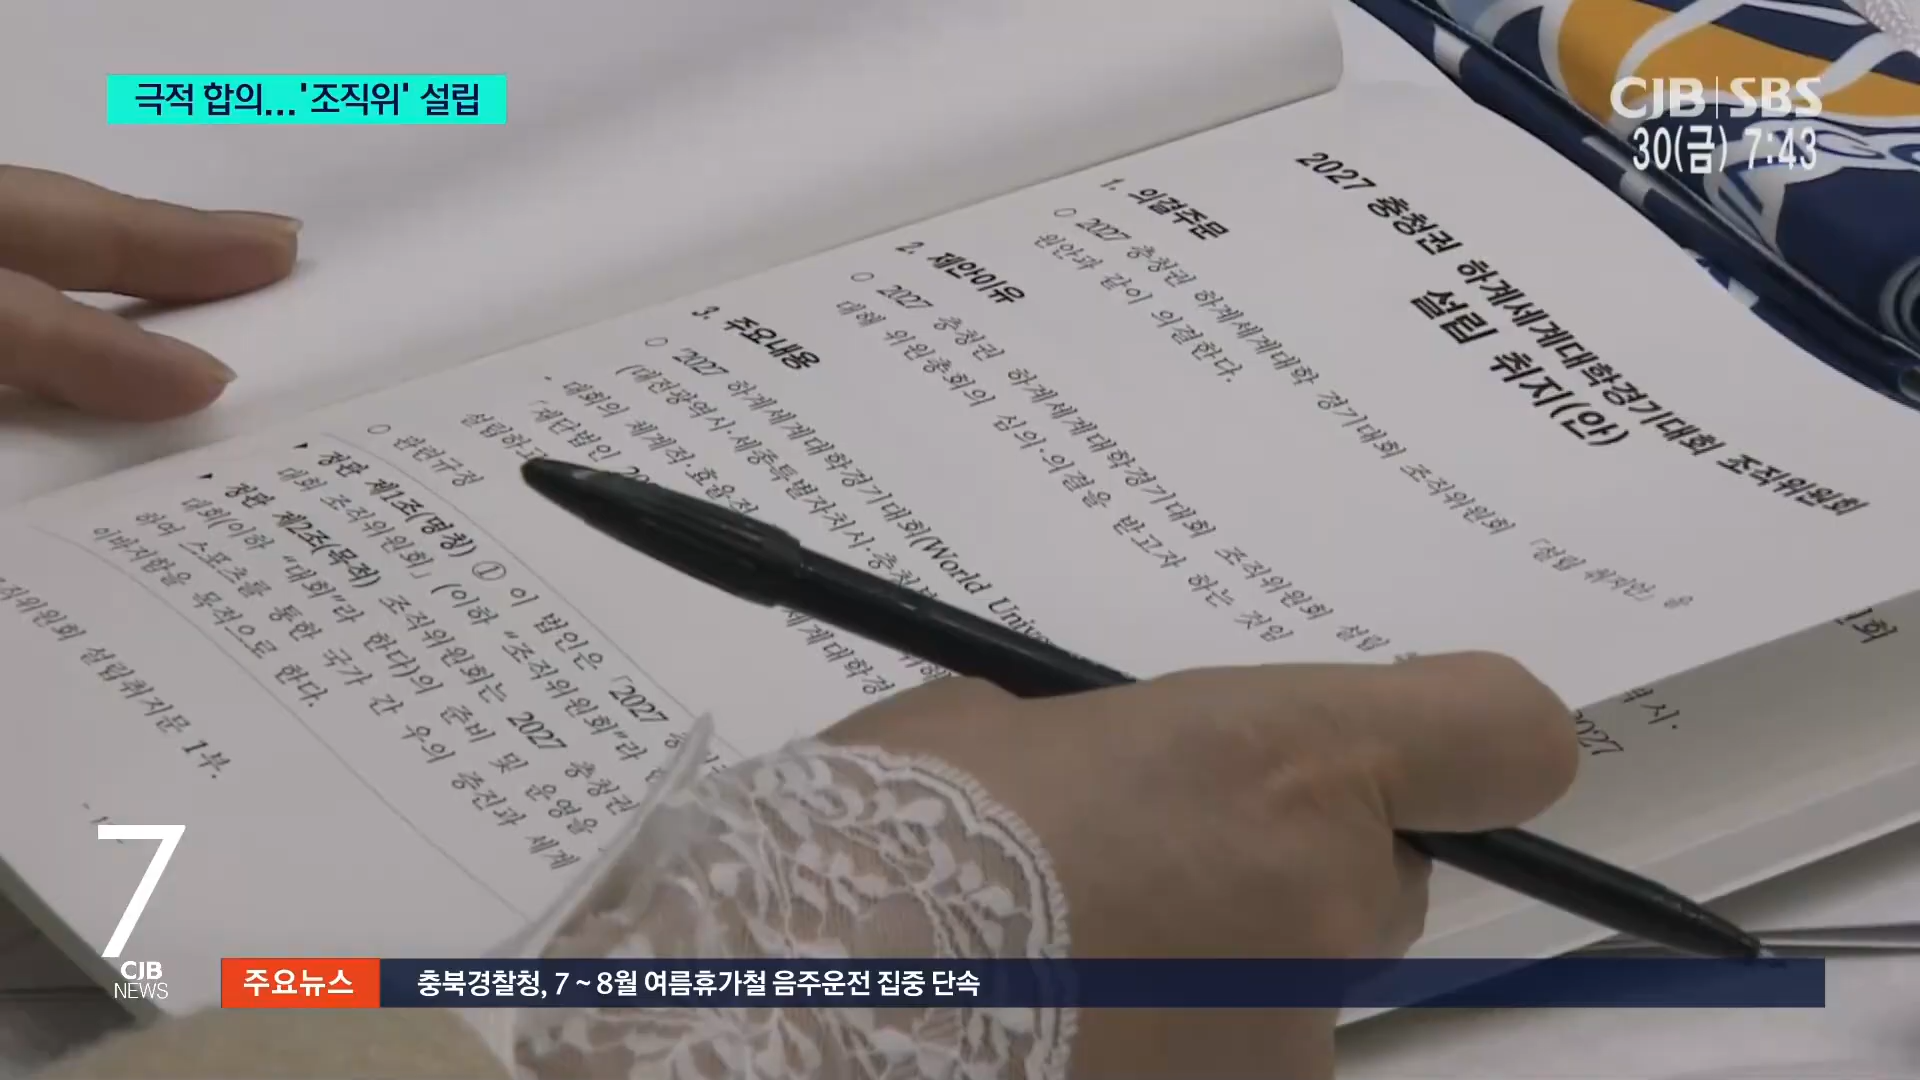 극적 합의...'조직위' 설립
CJB SBS
30(금) 7:43
2027 충청권 하계세계대학경기대회 조직위원회
설립 취지(안)
1. 의결주문
○ 2027 충청권 하계세계대학 경기대회 조직위원회 「설립 취지안」을
원안과 같이 의결한다.
2. 제안이유
○ 2027 충청권 하계세계대학경기대회 조직위원회 설립
대해 위원총회의 심의·의결을 받고자 하는 것임
3. 주요내용
○ '2027 하계세계대학경기대회(World Unive
(대전광역시·세종특별자치시·충청
- 대회의 체계적·효율적
「재단법인 20 세계대학경
설립하고
○ 관련규정
▸ 정관 제1조(명칭) ① 이 법인은 「2027 충
대회 조직위원회」(이하 "조직위원회"라
▸ 정관 제2조(목적) 조직위원회는 2027 충청권
대회(이하 "대회"라 한다)의 준비 및 운영을
하여 스포츠를 통한 국가 간 우의 증진과 세계
이바지함을 목적으로 한다.
직위원회 설립취지문 1부.
인회
시·
2027
7
CJB
NEWS
주요뉴스 충북경찰청, 7~8월 여름휴가철 음주운전 집중 단속